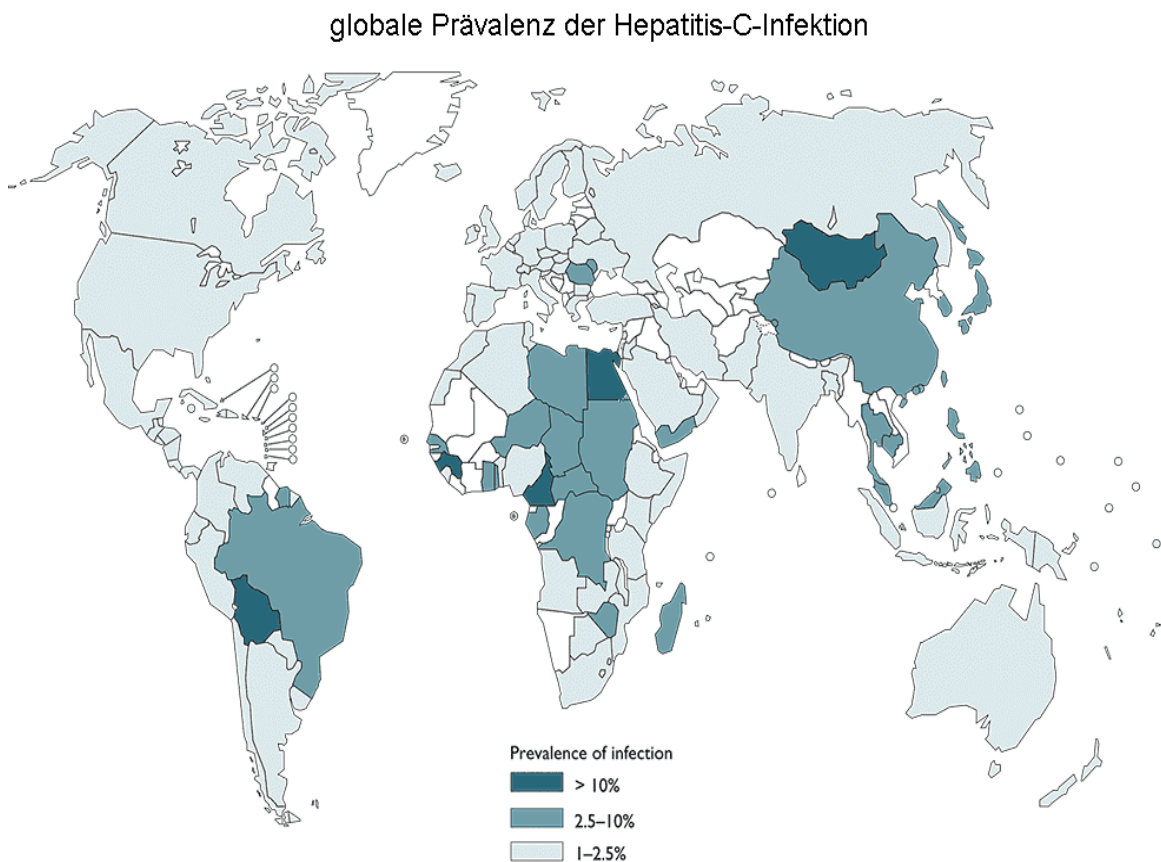 globale Prävalenz der Hepatitis-C-Infektion
Prevalence of infection
> 10%
2.5–10%
1–2.5%